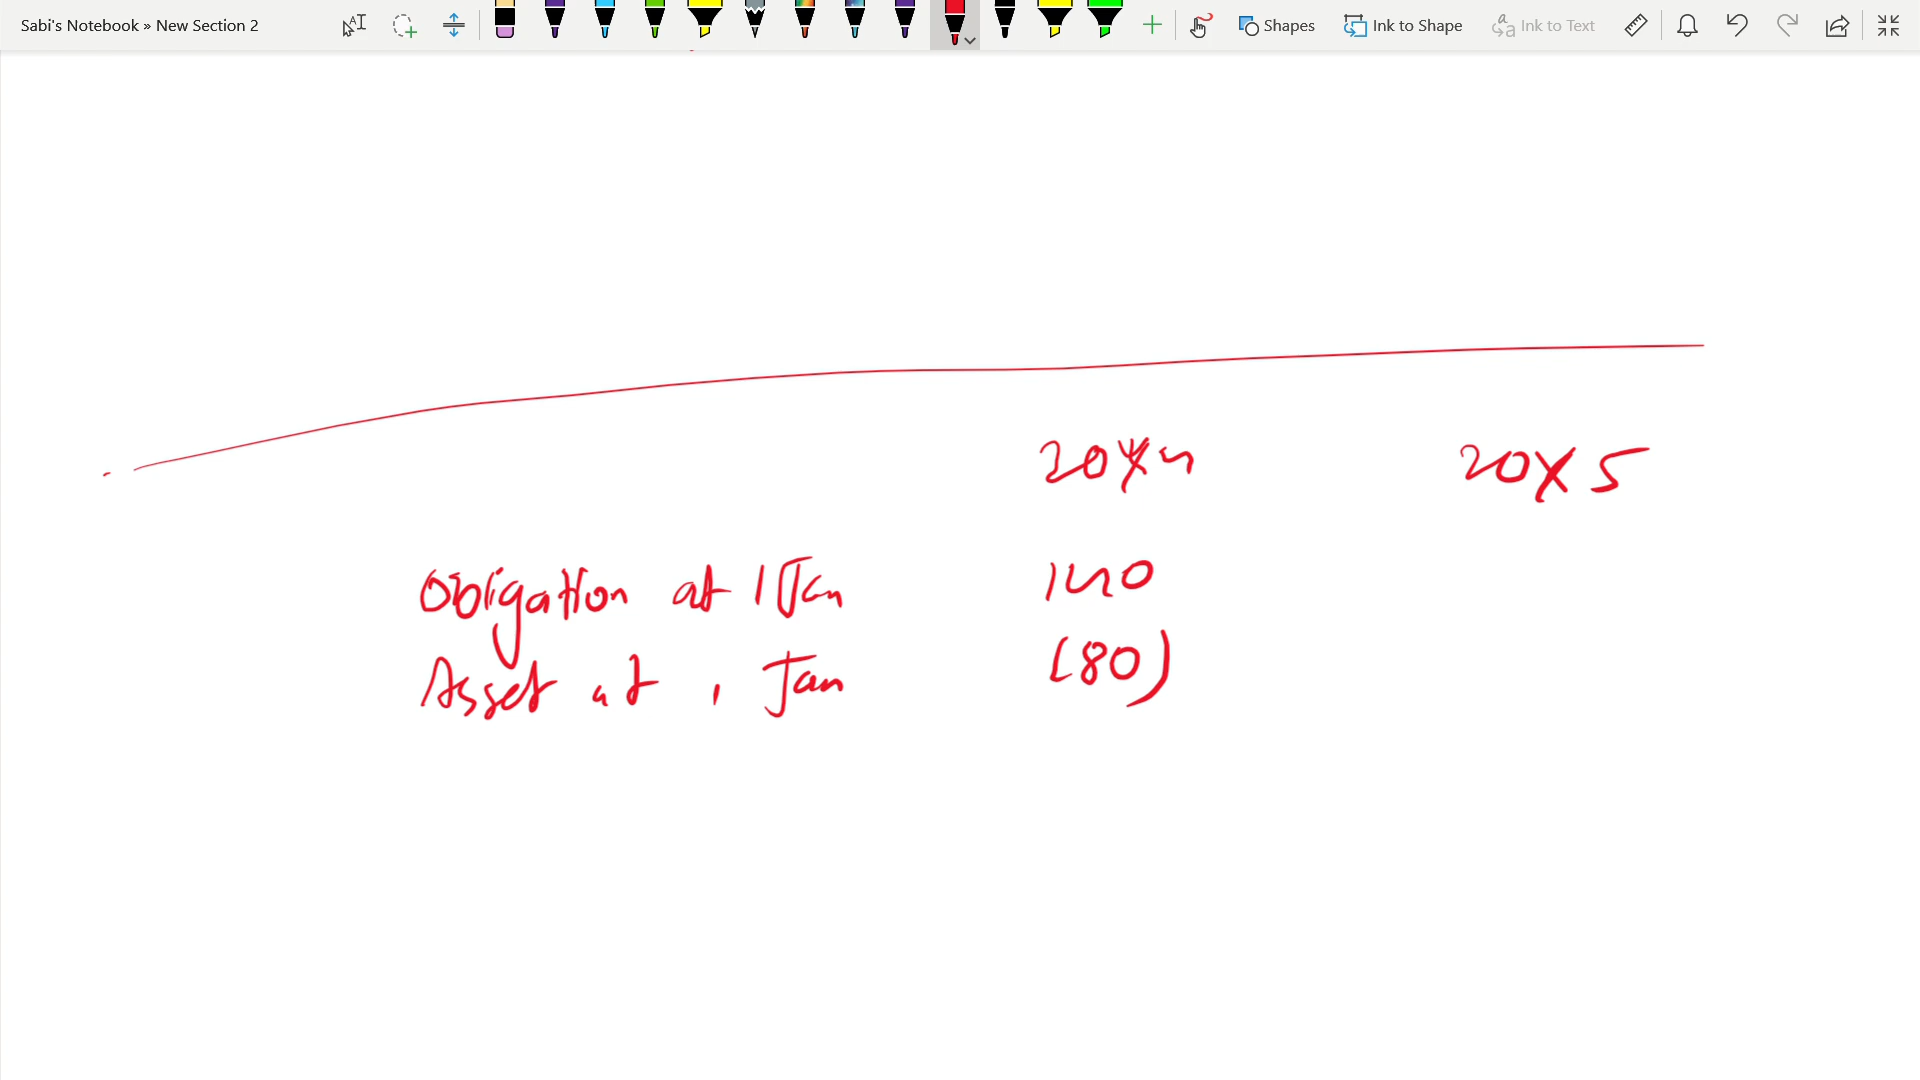 Sabi's Notebook » New Section 2
Shapes
Ink to Shape
Ink to Text
20X4 20X5
Obligation at 1 Jan 140
Asset at 1 Jan (80)